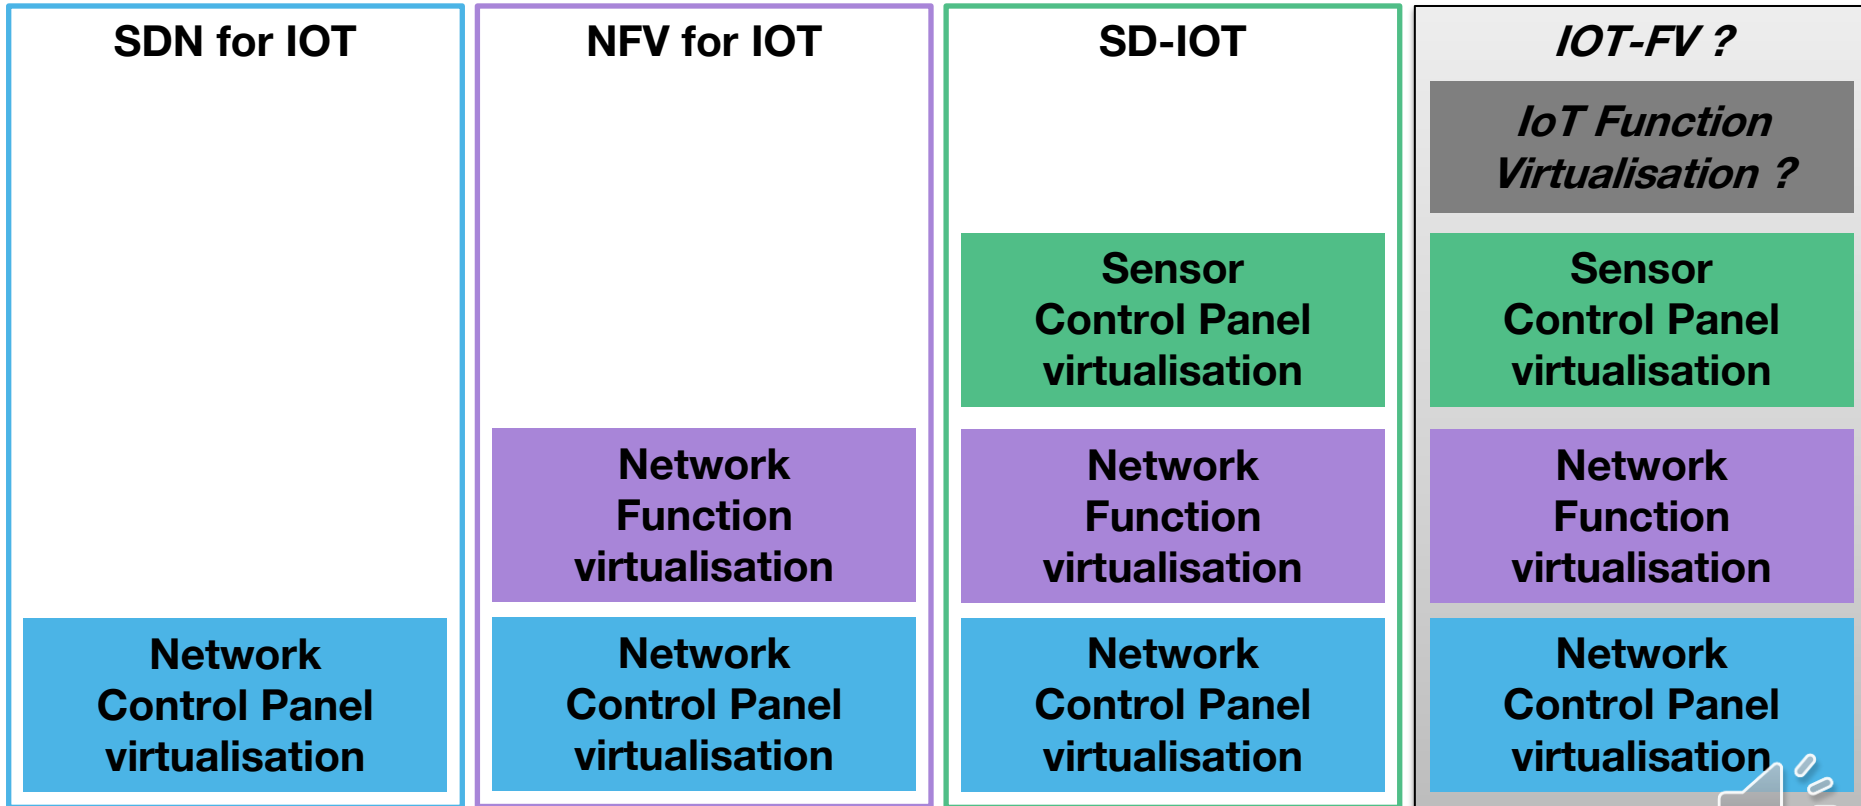 SDN for IOT
Network
Control Panel
virtualisation
NFV for IOT
Network
Function
virtualisation
Network
Control Panel
virtualisation
SD-IOT
Sensor
Control Panel
virtualisation
Network
Function
virtualisation
Network
Control Panel
virtualisation
IOT-FV ?
IoT Function
Virtualisation ?
Sensor
Control Panel
virtualisation
Network
Function
virtualisation
Network
Control Panel
virtualisation